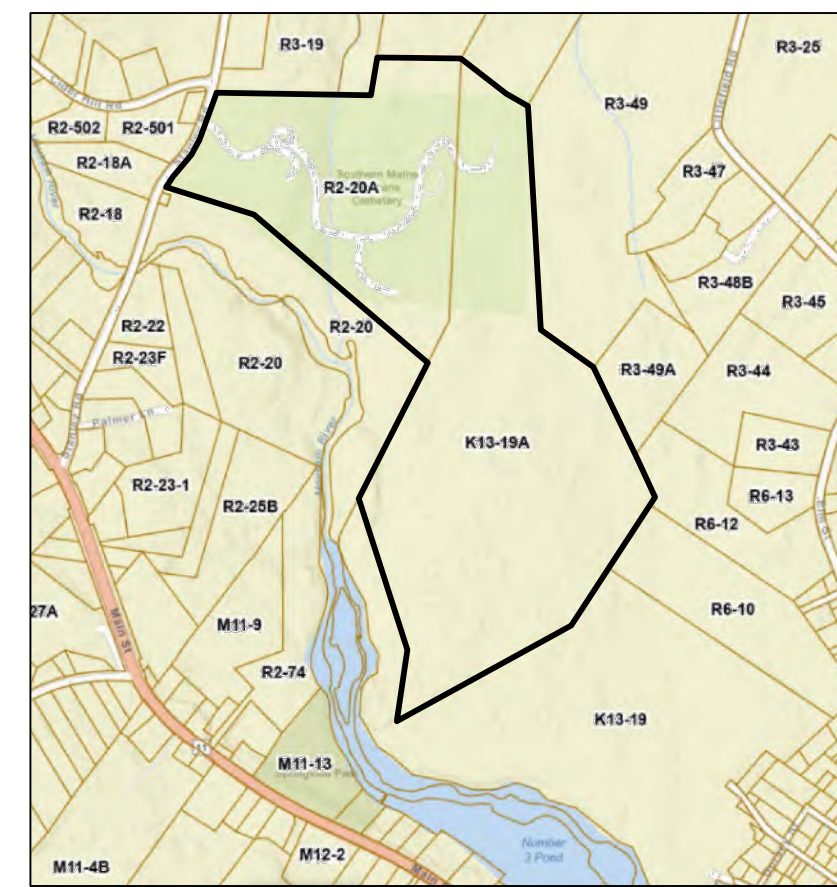 R3-19
R3-25
R3-49
R2-502
R2-501
R2-18A
R3-47
Southern Maine
R2-20A
Cemetery
R2-18
R3-48B
R3-45
R2-22
R2-20
R2-23F
R2-20
R3-49A
R3-44
Palmer Ln
K13-19A
R3-43
R2-23-1
R6-13
R2-25B
R6-12
27A
Main St
M11-9
R6-10
R2-74
K13-19
11
M11-13
M12-2
Number
3 Pond
M11-4B
Main